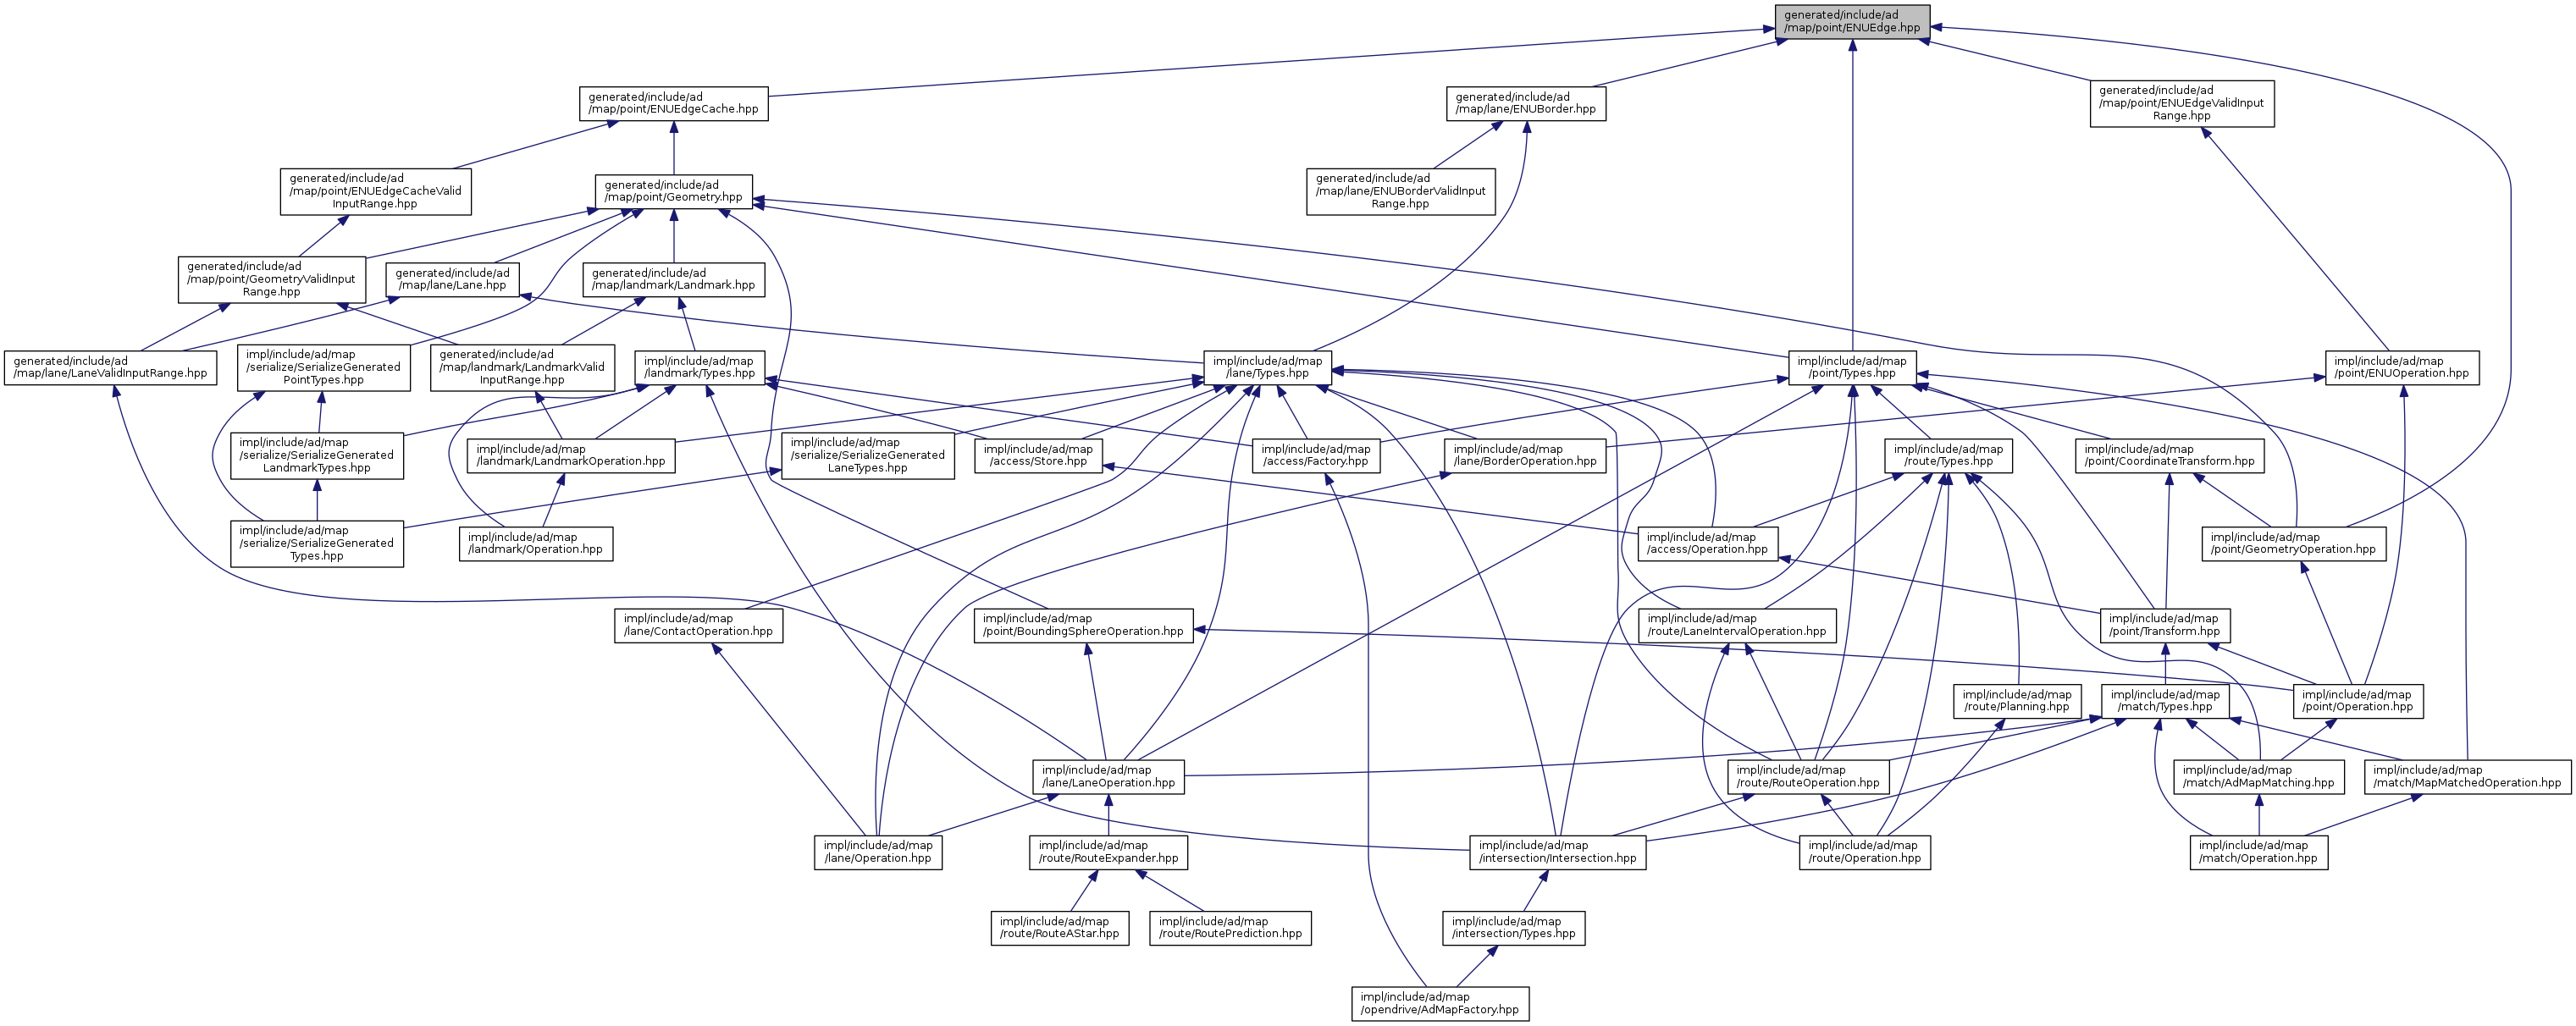 generated/include/ad
/map/point/ENUEdge.hpp
generated/include/ad
/map/point/ENUEdgeCache.hpp
generated/include/ad
/map/lane/ENUBorder.hpp
generated/include/ad
/map/point/ENUEdgeValidInput
Range.hpp
generated/include/ad
/map/point/ENUEdgeCacheValid
InputRange.hpp
generated/include/ad
/map/point/Geometry.hpp
generated/include/ad
/map/lane/ENUBorderValidInput
Range.hpp
generated/include/ad
/map/point/GeometryValidInput
Range.hpp
generated/include/ad
/map/lane/Lane.hpp
generated/include/ad
/map/landmark/Landmark.hpp
generated/include/ad
/map/lane/LaneValidInputRange.hpp
impl/include/ad/map
/serialize/SerializeGenerated
PointTypes.hpp
generated/include/ad
/map/landmark/LandmarkValid
InputRange.hpp
impl/include/ad/map
/landmark/Types.hpp
impl/include/ad/map
/lane/Types.hpp
impl/include/ad/map
/point/Types.hpp
impl/include/ad/map
/point/ENUOperation.hpp
impl/include/ad/map
/serialize/SerializeGenerated
LandmarkTypes.hpp
impl/include/ad/map
/landmark/LandmarkOperation.hpp
impl/include/ad/map
/serialize/SerializeGenerated
LaneTypes.hpp
impl/include/ad/map
/access/Store.hpp
impl/include/ad/map
/access/Factory.hpp
impl/include/ad/map
/lane/BorderOperation.hpp
impl/include/ad/map
/route/Types.hpp
impl/include/ad/map
/point/CoordinateTransform.hpp
impl/include/ad/map
/serialize/SerializeGenerated
Types.hpp
impl/include/ad/map
/landmark/Operation.hpp
impl/include/ad/map
/access/Operation.hpp
impl/include/ad/map
/point/GeometryOperation.hpp
impl/include/ad/map
/lane/ContactOperation.hpp
impl/include/ad/map
/point/BoundingSphereOperation.hpp
impl/include/ad/map
/route/LaneIntervalOperation.hpp
impl/include/ad/map
/point/Transform.hpp
impl/include/ad/map
/route/Planning.hpp
impl/include/ad/map
/match/Types.hpp
impl/include/ad/map
/point/Operation.hpp
impl/include/ad/map
/lane/LaneOperation.hpp
impl/include/ad/map
/route/RouteOperation.hpp
impl/include/ad/map
/match/AdMapMatching.hpp
impl/include/ad/map
/match/MapMatchedOperation.hpp
impl/include/ad/map
/lane/Operation.hpp
impl/include/ad/map
/route/RouteExpander.hpp
impl/include/ad/map
/intersection/Intersection.hpp
impl/include/ad/map
/route/Operation.hpp
impl/include/ad/map
/match/Operation.hpp
impl/include/ad/map
/route/RouteAStar.hpp
impl/include/ad/map
/route/RoutePrediction.hpp
impl/include/ad/map
/intersection/Types.hpp
impl/include/ad/map
/opendrive/AdMapFactory.hpp